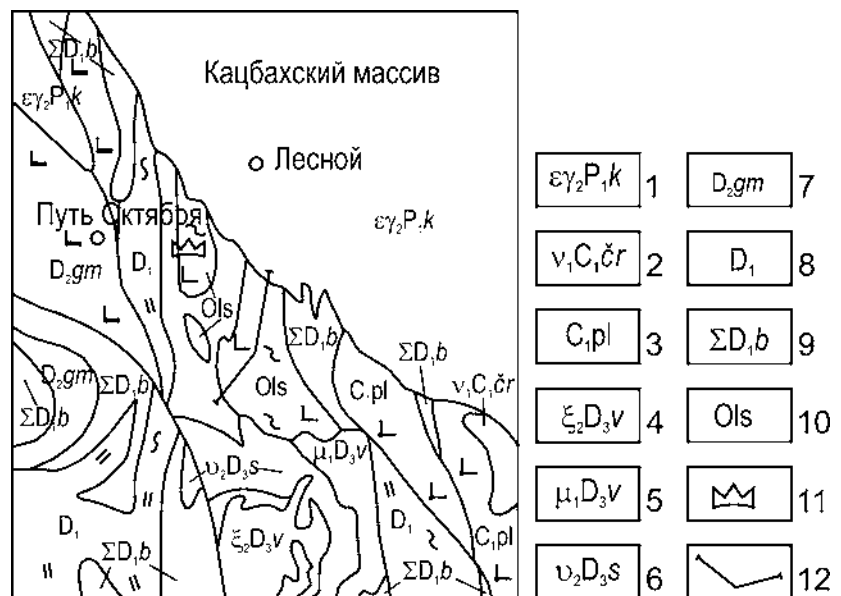 ΣD₁b
Кацбахский массив
εγ₂P₁k
Лесной
εγ₂P₁k
Путь Октября
D₂gm
D₁
Ols
ΣD₁b
ΣD₁b
ν₁C₁čr
D₂gm
ΣD₁b
Ols
C₁pl
ΣD₁b
μ₁D₃v
υ₂D₃s
D₁
D₁
ξ₂D₃v
C₁pl
ΣD₁b
ΣD₁b
εγ₂P₁k 1
ν₁C₁čr 2
C₁pl 3
ξ₂D₃v 4
μ₁D₃v 5
υ₂D₃s 6
D₂gm 7
D₁ 8
ΣD₁b 9
Ols 10
11
12